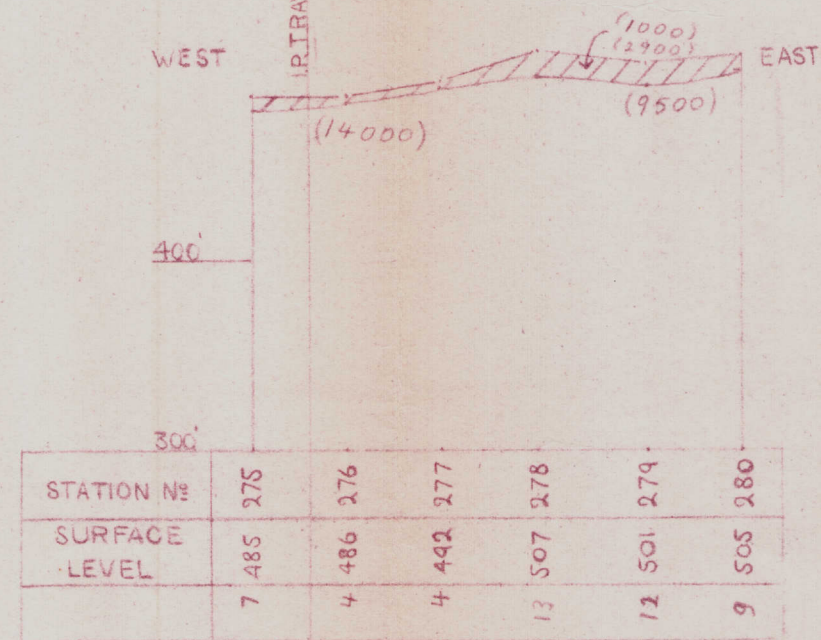 I.P. TRA
(1000)
(2900)
WEST
EAST
(9500)
(14000)
400'
300'
STATION Nº 275 276 277 278 279 280
SURFACE LEVEL 485 486 492 507 501 505
7 4 4 13 12 9